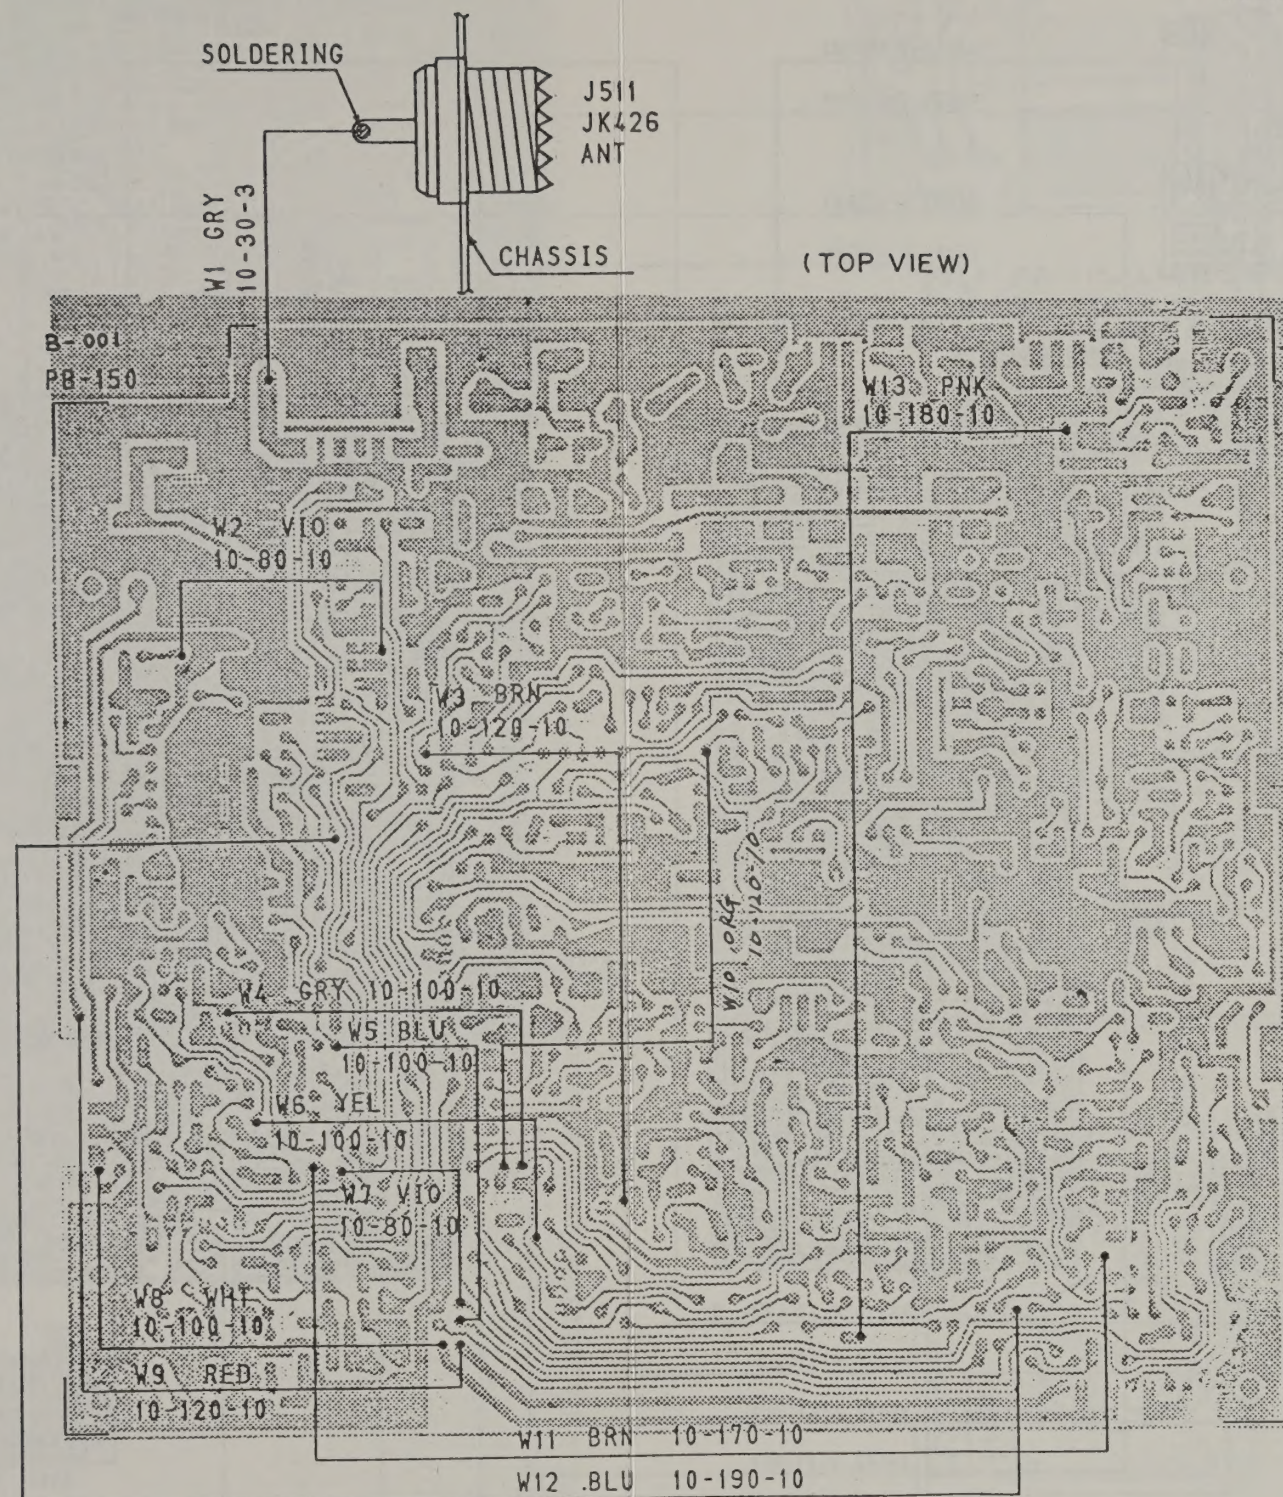 SOLDERING
J511
JK426
ANT
W1 GRY
10-30-3
CHASSIS
(TOP VIEW)
B-001
PB-150
W13 PNK
10-180-10
W2 VIO
10-80-10
W3 BRN
10-120-10
W10 ORG
10-120-10
W4 GRY 10-100-10
W5 BLU
10-100-10
W6 YEL
10-100-10
W7 VIO
10-80-10
W8 WHT
10-100-10
W9 RED
10-120-10
W11 BRN 10-170-10
W12 .BLU 10-190-10